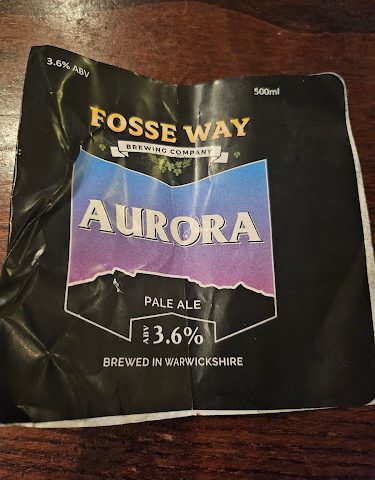 3.6% ABV
500ml
FOSSE WAY
BREWING COMPANY
AURORA
PALE ALE
ABV 3.6%
BREWED IN WARWICKSHIRE